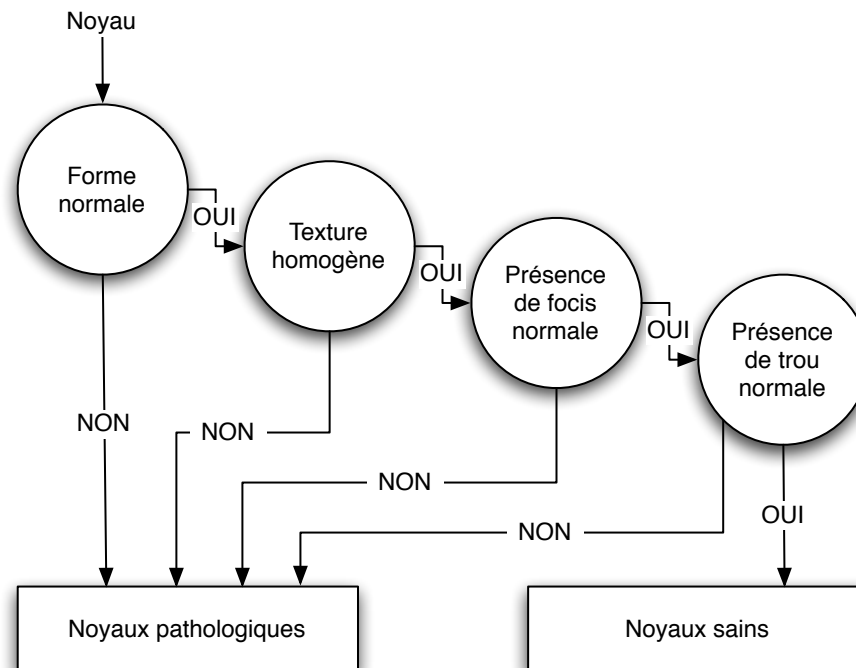 Noyau
Forme
normale
OUI
Texture
homogène
OUI
Présence
de focis
normale
OUI
Présence
de trou
normale
NON
NON
NON
NON
OUI
Noyaux pathologiques
Noyaux sains